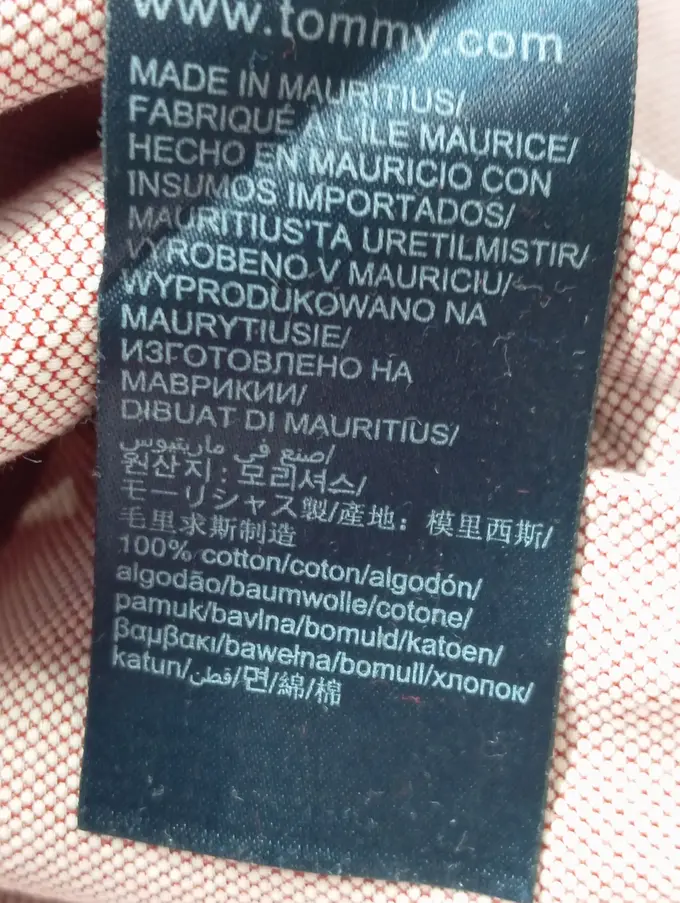 www.tommy.com
MADE IN MAURITIUS/
FABRIQUÉ À L'ÎLE MAURICE/
HECHO EN MAURICIO CON
INSUMOS IMPORTADOS/
MAURITIUS'TA URETILMISTIR/
VYROBENO V MAURICIU/
WYPRODUKOWANO NA
MAURYTIUSIE/
ИЗГОТОВЛЕНО НА
МАВРИКИИ/
DIBUAT DI MAURITIUS/
صنع في ماريتيوس/
원산지: 모리셔스/
モーリシャス製/產地: 模里西斯/
毛里求斯制造
100% cotton/coton/algodón/
algodão/baumwolle/cotone/
pamuk/bavlna/bomuld/katoen/
βαμβακι/bawełna/bomull/хлопок/
katun/قطن/면/綿/棉